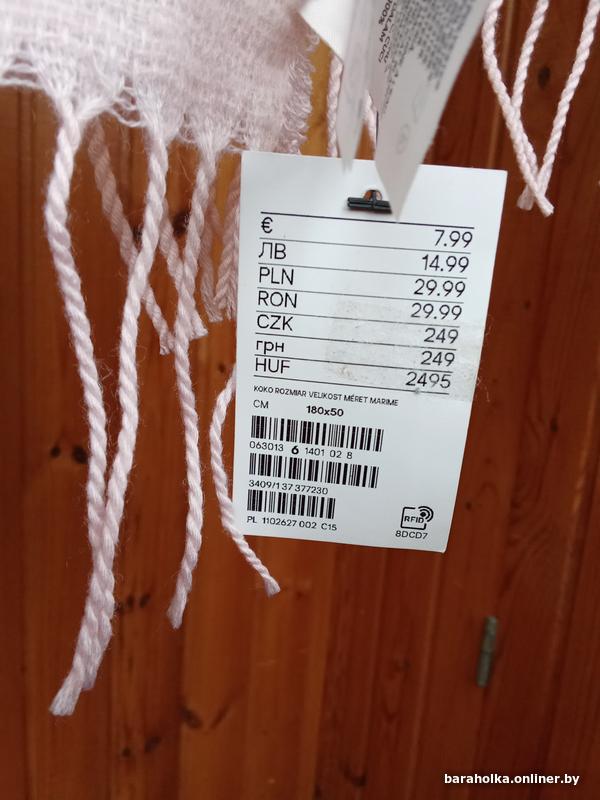 100%
€ 7.99
ЛВ 14.99
PLN 29.99
RON 29.99
CZK 249
грн 249
HUF 2495
KOKO ROZMIAR VELIKOST MÉRET MARIME
CM 180x50
063013 6 1401 02 8
3409/137 377230
PL 1102627 002 C15
RFID
8DCD7
baraholka.onliner.by